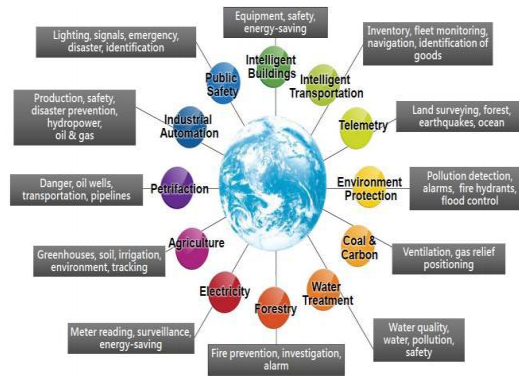 Equipment, safety,
energy-saving
Intelligent
Buildings
Inventory, fleet monitoring,
navigation, identification of
goods
Intelligent
Transportation
Land surveying, forest,
earthquakes, ocean
Telemetry
Pollution detection,
alarms, fire hydrants,
flood control
Environment
Protection
Ventilation, gas relief
positioning
Coal &
Carbon
Water quality,
water, pollution,
safety
Water
Treatment
Fire prevention, investigation,
alarm
Forestry
Meter reading, surveillance,
energy-saving
Electricity
Greenhouses, soil, irrigation,
environment, tracking
Agriculture
Danger, oil wells,
transportation, pipelines
Petrifaction
Production, safety,
disaster prevention,
hydropower,
oil & gas
Industrial
Automation
Lighting, signals, emergency,
disaster, identification
Public
Safety